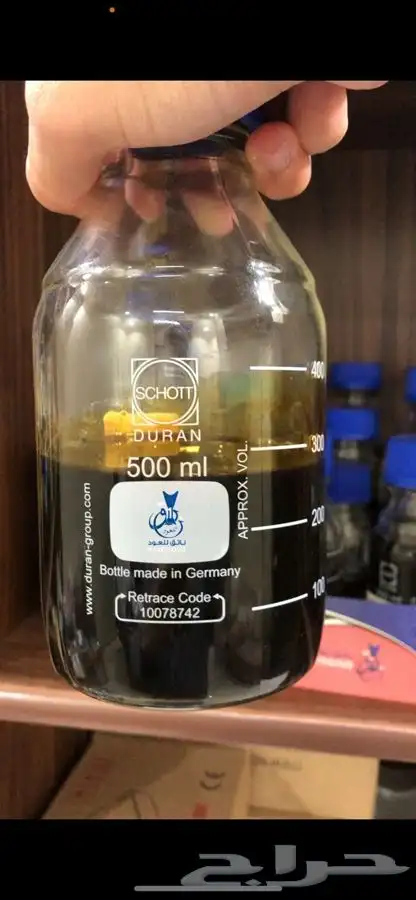 400
SCHOTT
DURAN
300
500 ml
APPROX. VOL.
200
نائق للعود
www.duran-group.com
Bottle made in Germany
100
Retrace Code
10078742
حراج